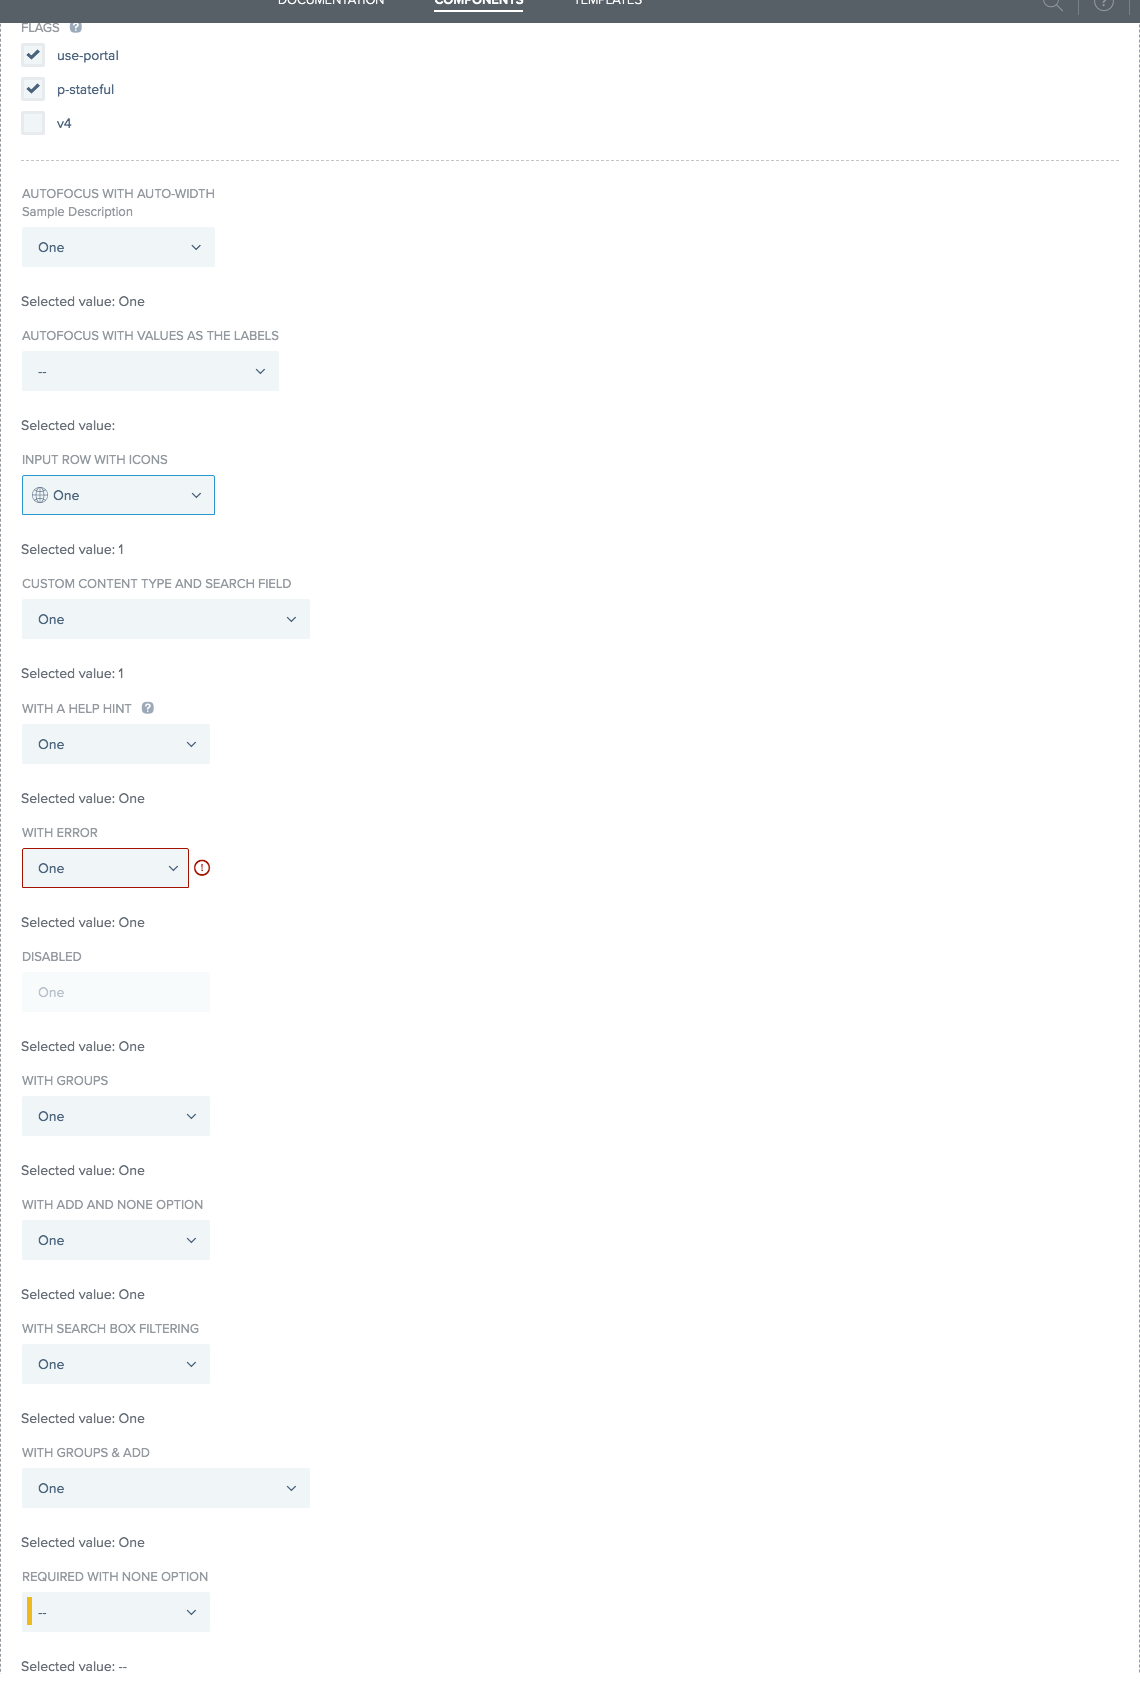 DOCUMENTATION COMPONENTS TEMPLATES
FLAGS ?
use-portal
p-stateful
v4
AUTOFOCUS WITH AUTO-WIDTH
Sample Description
One
Selected value: One
AUTOFOCUS WITH VALUES AS THE LABELS
--
Selected value:
INPUT ROW WITH ICONS
One
Selected value: 1
CUSTOM CONTENT TYPE AND SEARCH FIELD
One
Selected value: 1
WITH A HELP HINT ?
One
Selected value: One
WITH ERROR
One
Selected value: One
DISABLED
One
Selected value: One
WITH GROUPS
One
Selected value: One
WITH ADD AND NONE OPTION
One
Selected value: One
WITH SEARCH BOX FILTERING
One
Selected value: One
WITH GROUPS & ADD
One
Selected value: One
REQUIRED WITH NONE OPTION
--
Selected value: --